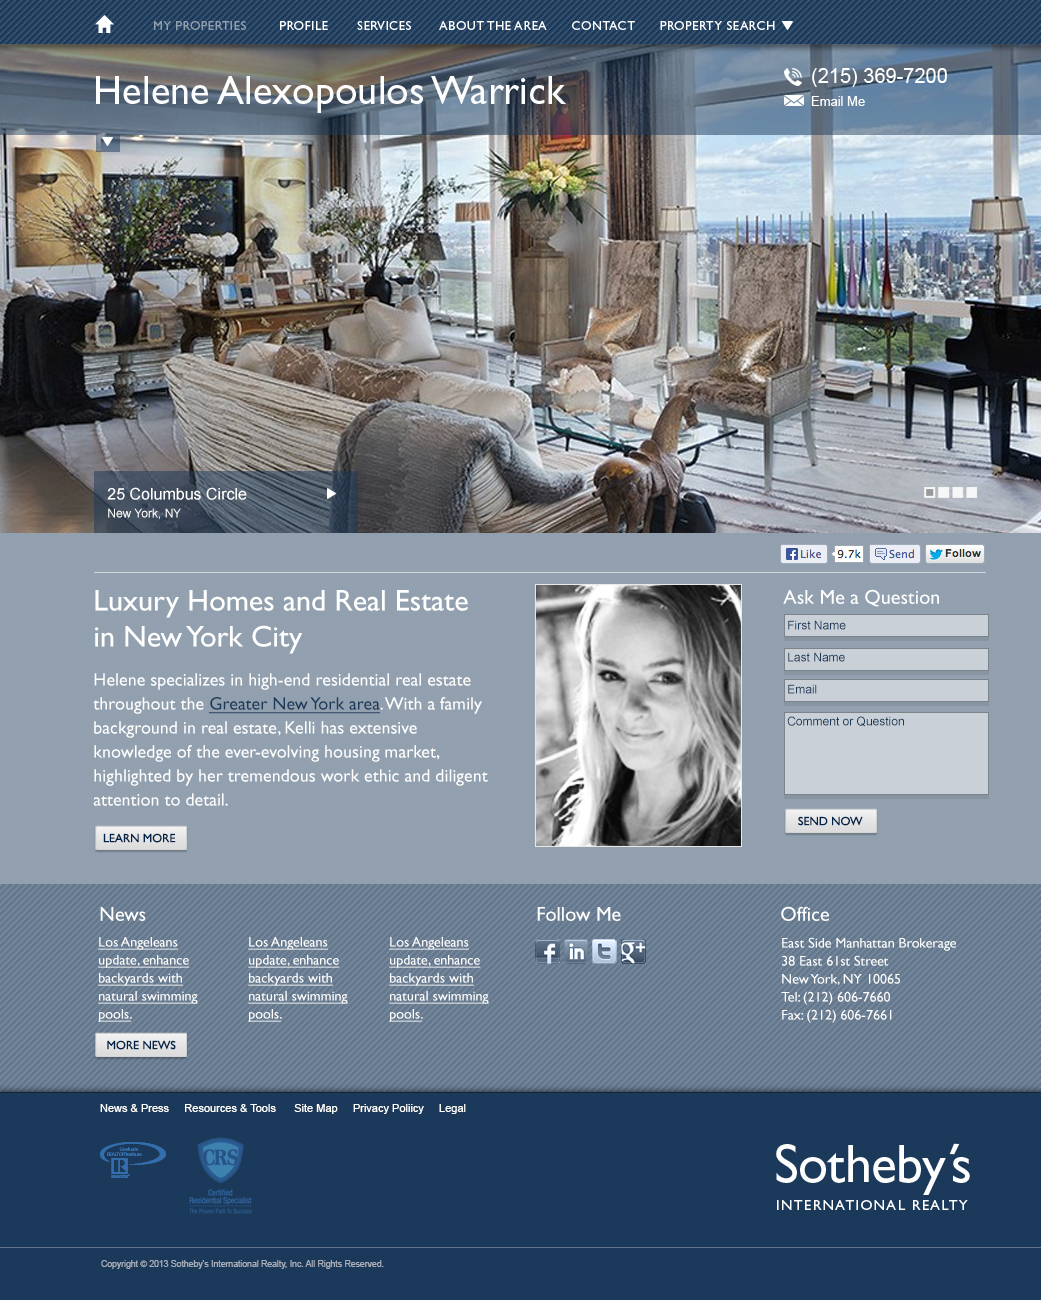 MY PROPERTIES PROFILE SERVICES ABOUT THE AREA CONTACT PROPERTY SEARCH
Helene Alexopoulos Warrick
(215) 369-7200
Email Me
25 Columbus Circle
New York, NY
Like 9.7k Send Follow
Luxury Homes and Real Estate
in New York City
Helene specializes in high-end residential real estate
throughout the Greater New York area. With a family
background in real estate, Kelli has extensive
knowledge of the ever-evolving housing market,
highlighted by her tremendous work ethic and diligent
attention to detail.
LEARN MORE
Ask Me a Question
First Name
Last Name
Email
Comment or Question
SEND NOW
News
Los Angeleans
update, enhance
backyards with
natural swimming
pools.
Los Angeleans
update, enhance
backyards with
natural swimming
pools.
Los Angeleans
update, enhance
backyards with
natural swimming
pools.
MORE NEWS
Follow Me
Office
East Side Manhattan Brokerage
38 East 61st Street
New York, NY 10065
Tel: (212) 606-7660
Fax: (212) 606-7661
News & Press Resources & Tools Site Map Privacy Poliicy Legal
Graduate
REALTOR Institute
CRS
Certified
Residential Specialist
The Proven Path To Success
Sotheby's
INTERNATIONAL REALTY
Copyright © 2013 Sotheby's International Realty, Inc. All Rights Reserved.